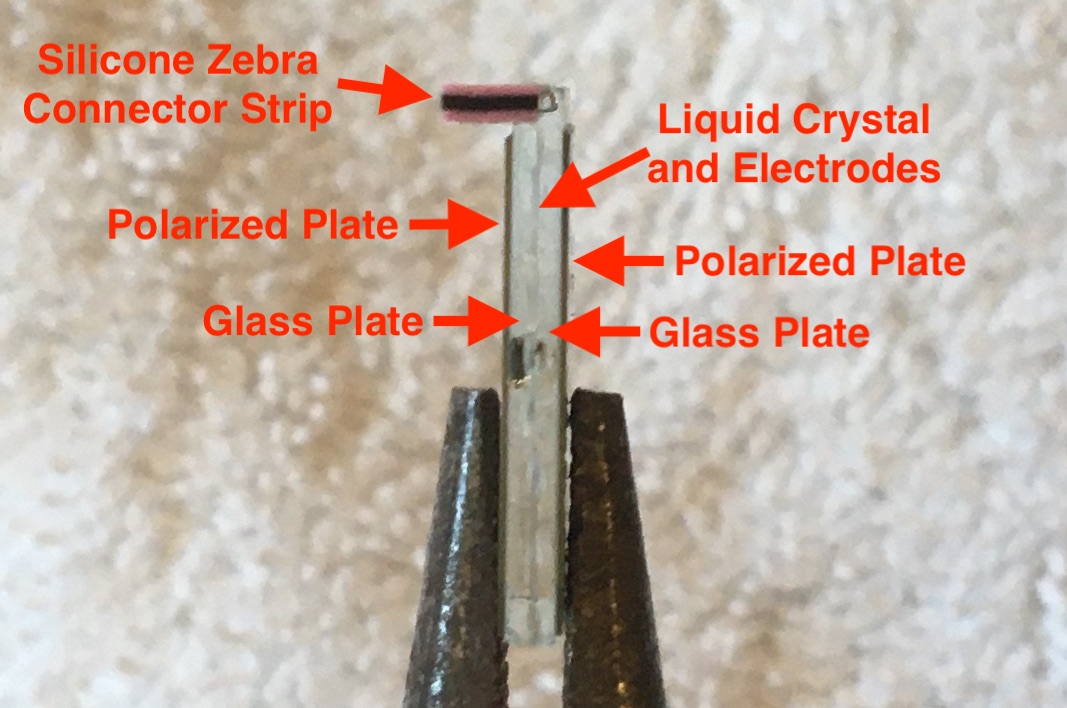 Silicone Zebra
Connector Strip
Liquid Crystal
and Electrodes
Polarized Plate
Polarized Plate
Glass Plate
Glass Plate